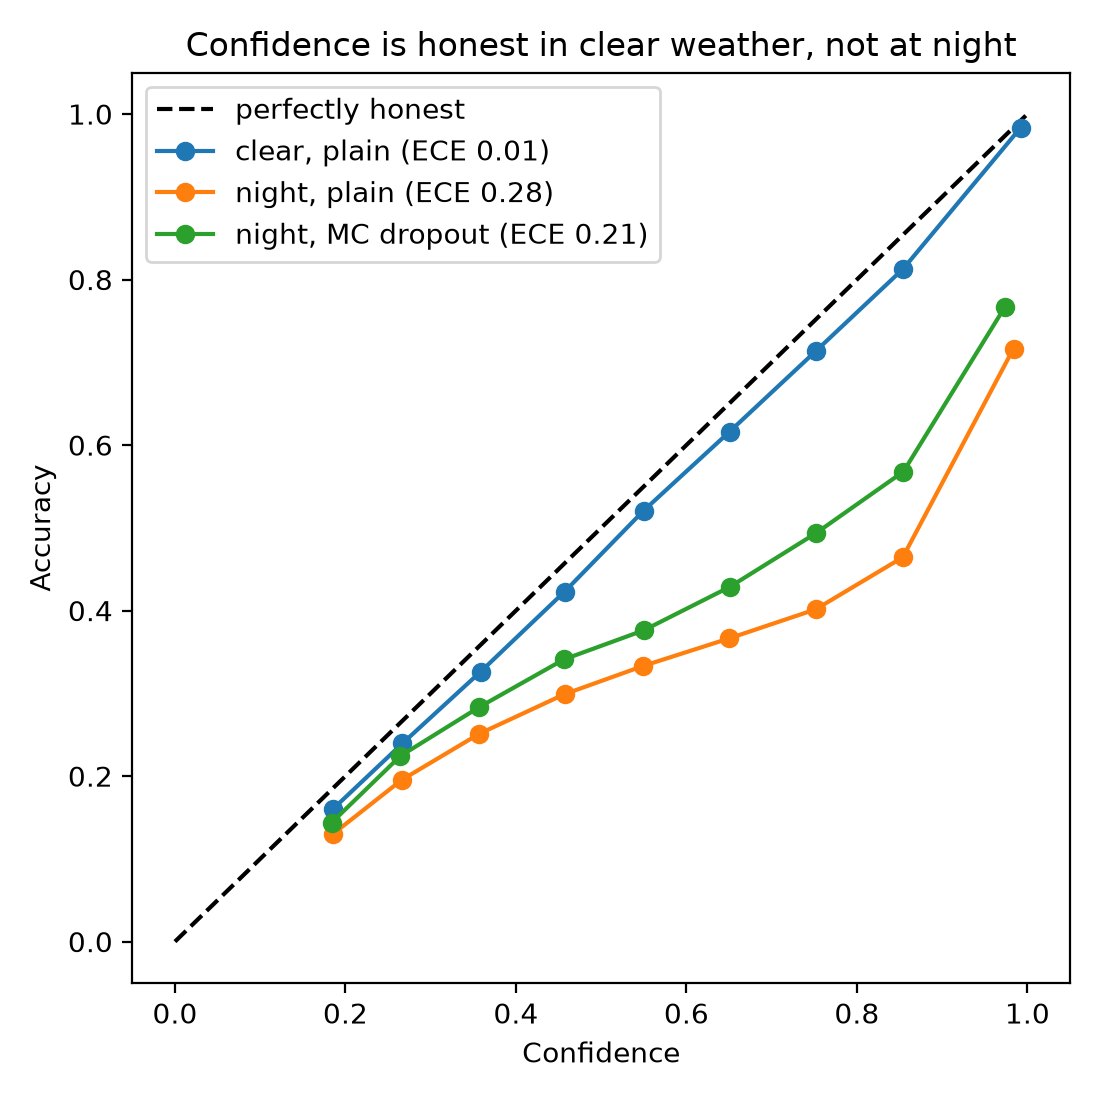 Confidence is honest in clear weather, not at night
perfectly honest
clear, plain (ECE 0.01)
night, plain (ECE 0.28)
night, MC dropout (ECE 0.21)
1.0
0.8
0.6
0.4
0.2
0.0
Accuracy
0.0 0.2 0.4 0.6 0.8 1.0
Confidence